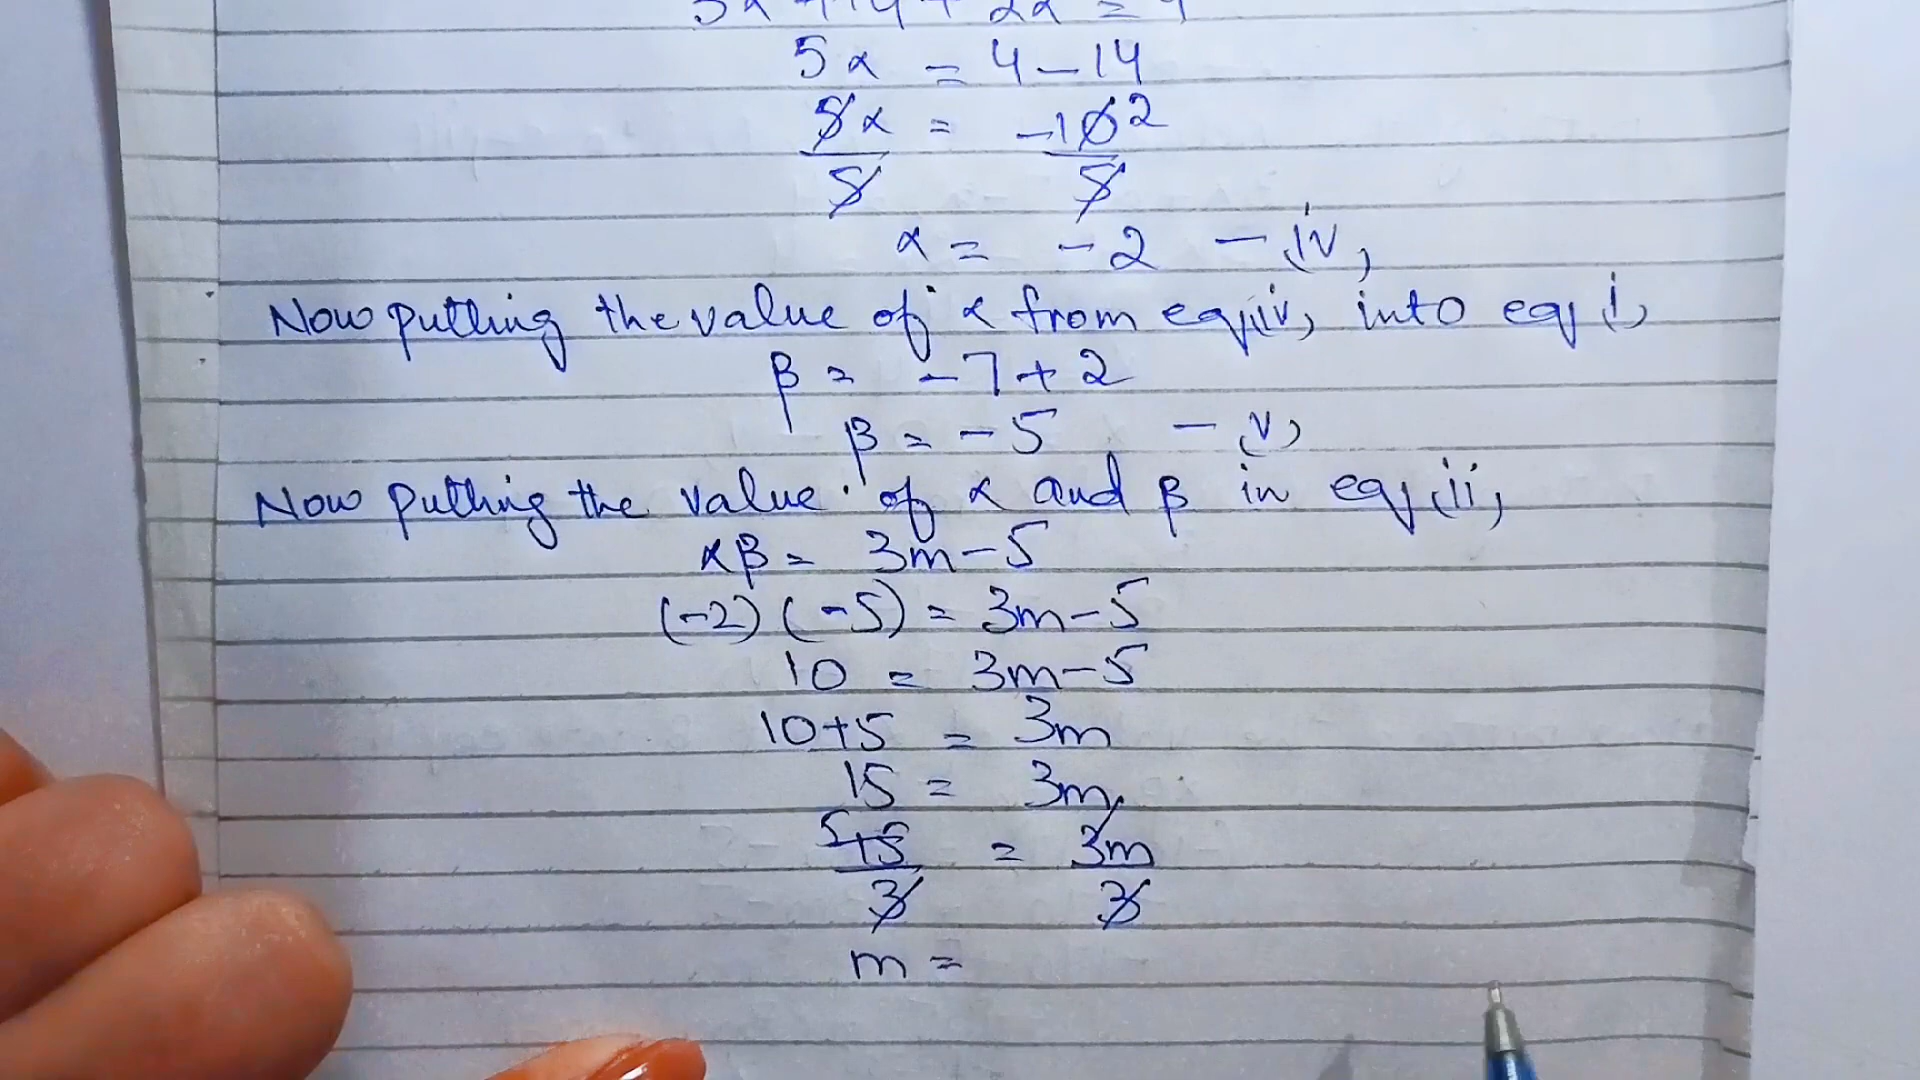 5α = 4 - 14
5α = -10 2
5 5
α = -2 - (iv)
Now putting the value of α from eq(iv) into eq i)
β = -7+2
β = -5 - (v)
Now putting the value of α and β in eq(ii)
αβ = 3m-5
(-2) (-5) = 3m-5
10 = 3m-5
10+5 = 3m
15 = 3m
5 15 = 3m
3 3
m =